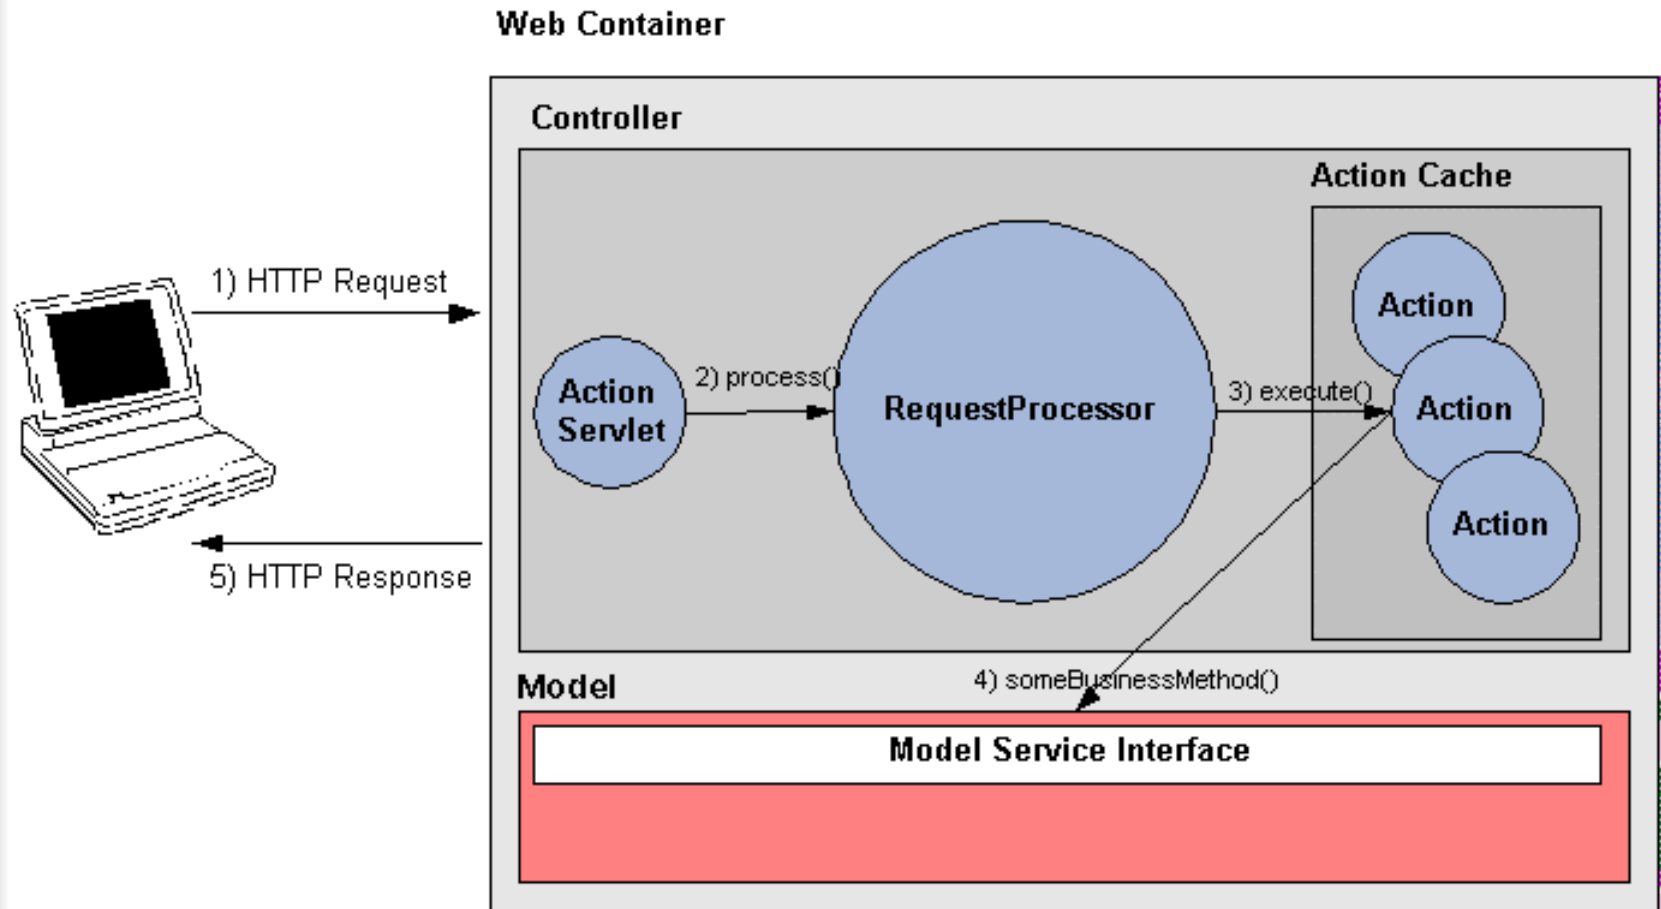 Web Container
Controller
Action Cache
1) HTTP Request
Action
2) process()
3) execute()
Action
Servlet
RequestProcessor
Action
Action
5) HTTP Response
Model
4) someBusinessMethod()
Model Service Interface